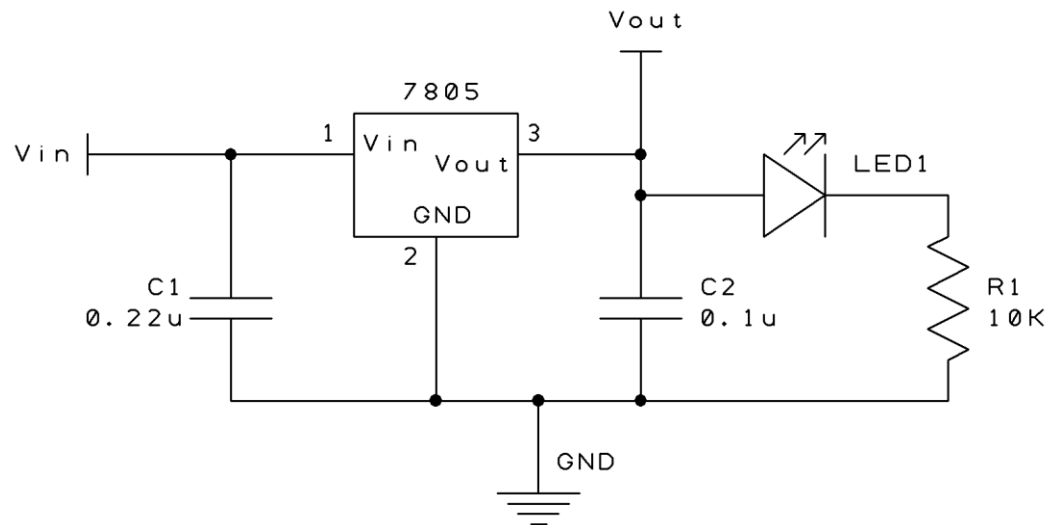 Vout
7805
Vin
1
Vin
3
Vout
LED1
GND
2
C1
0.22u
C2
0.1u
R1
10K
GND